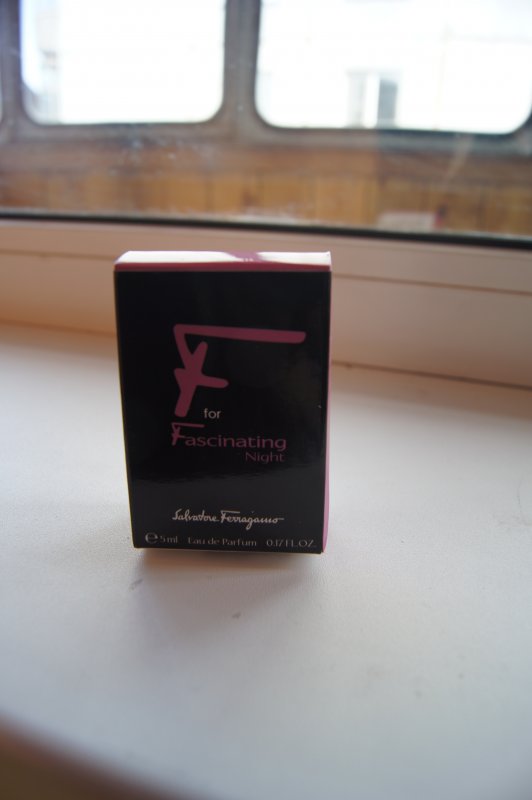 F
for
Fascinating
Night
Salvatore Ferragamo
℮ 5 ml Eau de Parfum 0.17 FL.OZ.